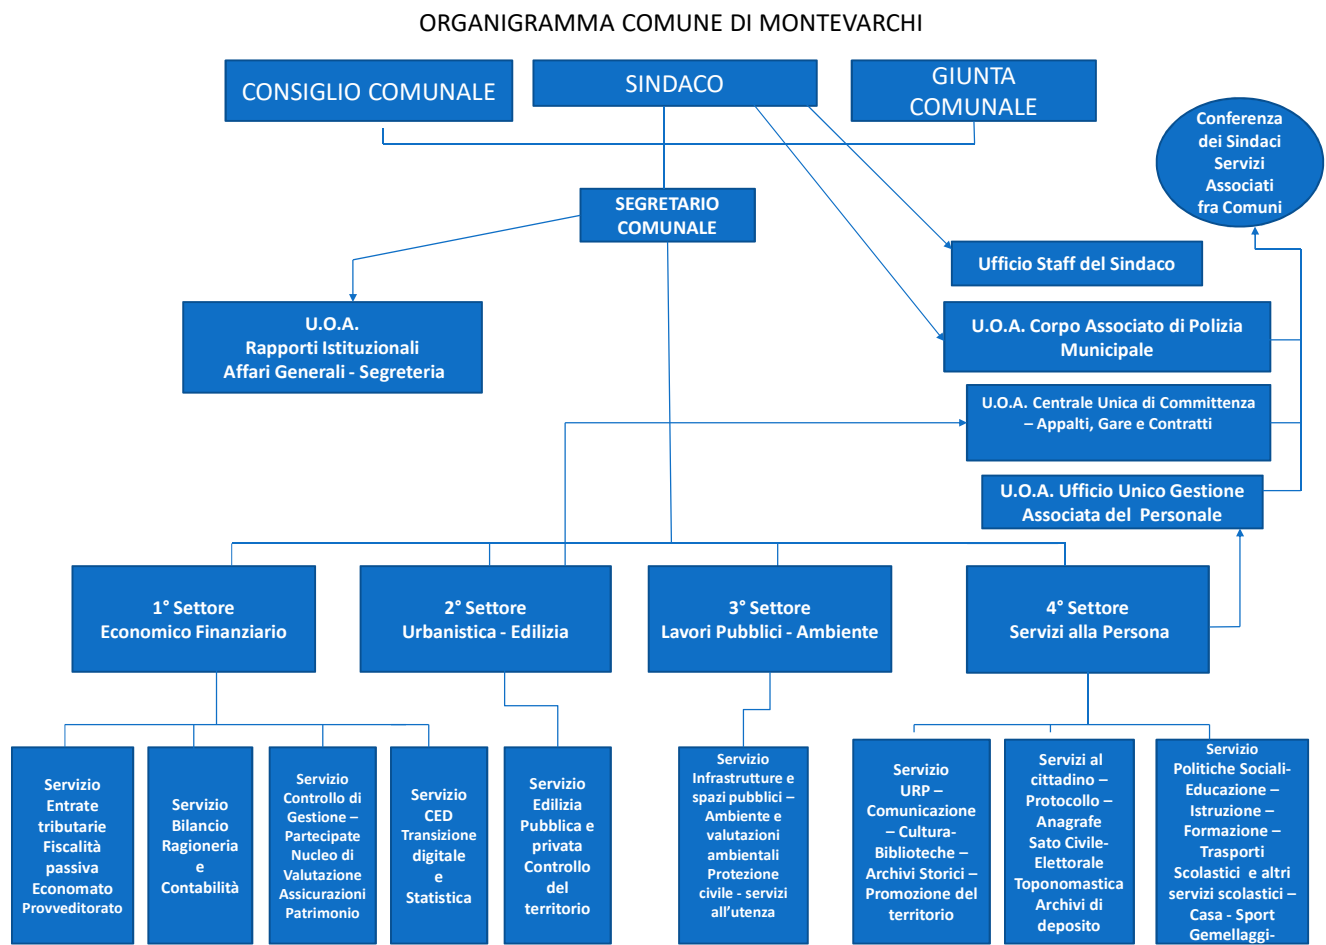 ORGANIGRAMMA COMUNE DI MONTEVARCHI
CONSIGLIO COMUNALE
SINDACO
GIUNTA
COMUNALE
Conferenza
dei Sindaci
Servizi
Associati
fra Comuni
SEGRETARIO
COMUNALE
Ufficio Staff del Sindaco
U.O.A.
Rapporti Istituzionali
Affari Generali - Segreteria
U.O.A. Corpo Associato di Polizia
Municipale
U.O.A. Centrale Unica di Committenza
– Appalti, Gare e Contratti
U.O.A. Ufficio Unico Gestione
Associata del Personale
1° Settore
Economico Finanziario
2° Settore
Urbanistica - Edilizia
3° Settore
Lavori Pubblici - Ambiente
4° Settore
Servizi alla Persona
Servizio
Entrate
tributarie
Fiscalità
passiva
Economato
Provveditorato
Servizio
Bilancio
Ragioneria
e
Contabilità
Servizio
Controllo di
Gestione –
Partecipate
Nucleo di
Valutazione
Assicurazioni
Patrimonio
Servizio
CED
Transizione
digitale
e
Statistica
Servizio
Edilizia
Pubblica e
privata
Controllo
del
territorio
Servizio
Infrastrutture e
spazi pubblici –
Ambiente e
valutazioni
ambientali
Protezione
civile - servizi
all'utenza
Servizio
URP –
Comunicazione
– Cultura-
Biblioteche –
Archivi Storici –
Promozione del
territorio
Servizi al
cittadino –
Protocollo –
Anagrafe
Sato Civile-
Elettorale
Toponomastica
Archivi di
deposito
Servizio
Politiche Sociali-
Educazione –
Istruzione –
Formazione –
Trasporti
Scolastici e altri
servizi scolastici –
Casa - Sport
Gemellaggi-